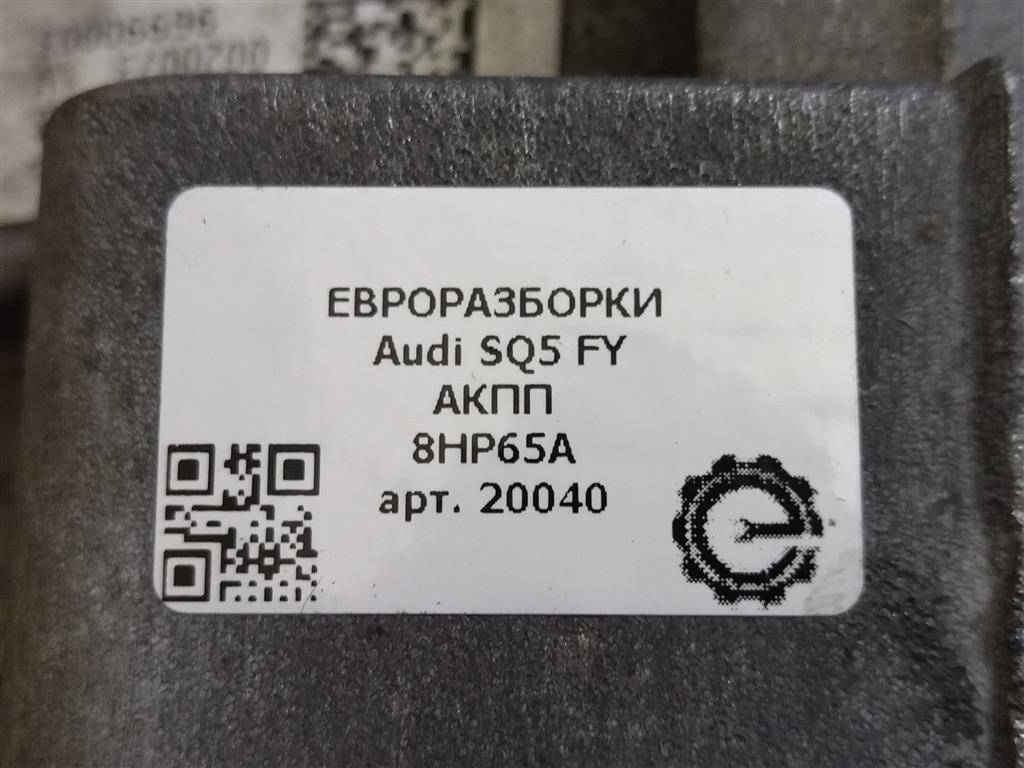 ЕВРОРАЗБОРКИ
Audi SQ5 FY
АКПП
8HP65A
арт. 20040